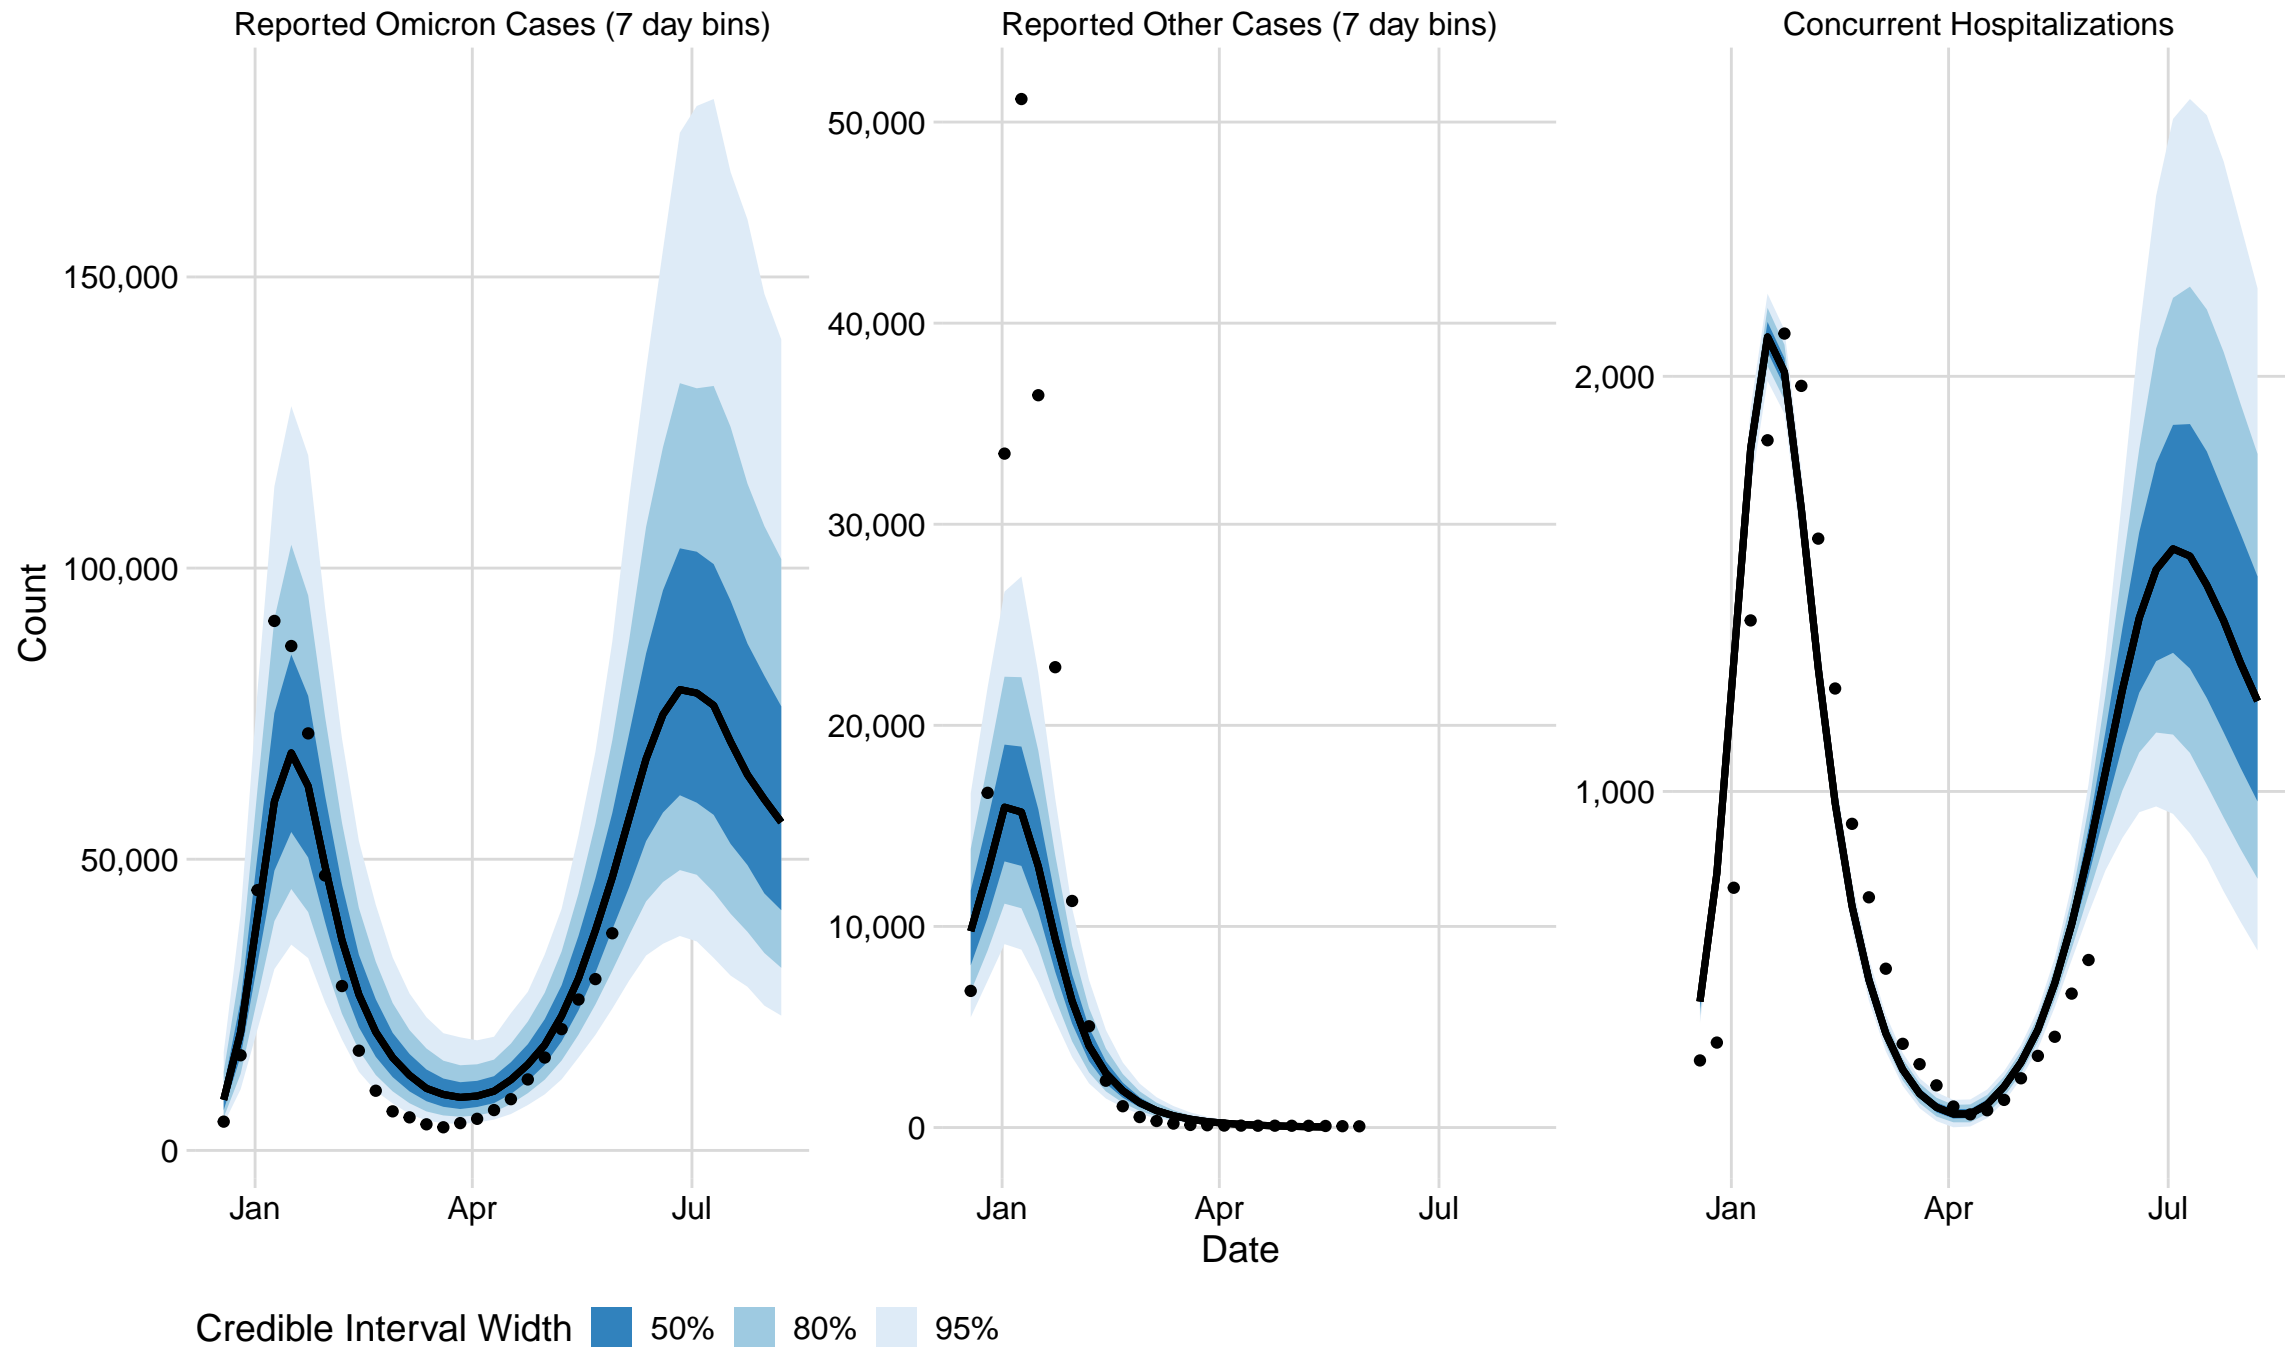 Reported Omicron Cases (7 day bins)
Reported Other Cases (7 day bins)
Concurrent Hospitalizations
Count
150,000
100,000
50,000
0
50,000
40,000
30,000
20,000
10,000
0
2,000
1,000
Jan Apr Jul
Jan Apr Jul
Jan Apr Jul
Date
Credible Interval Width 50% 80% 95%